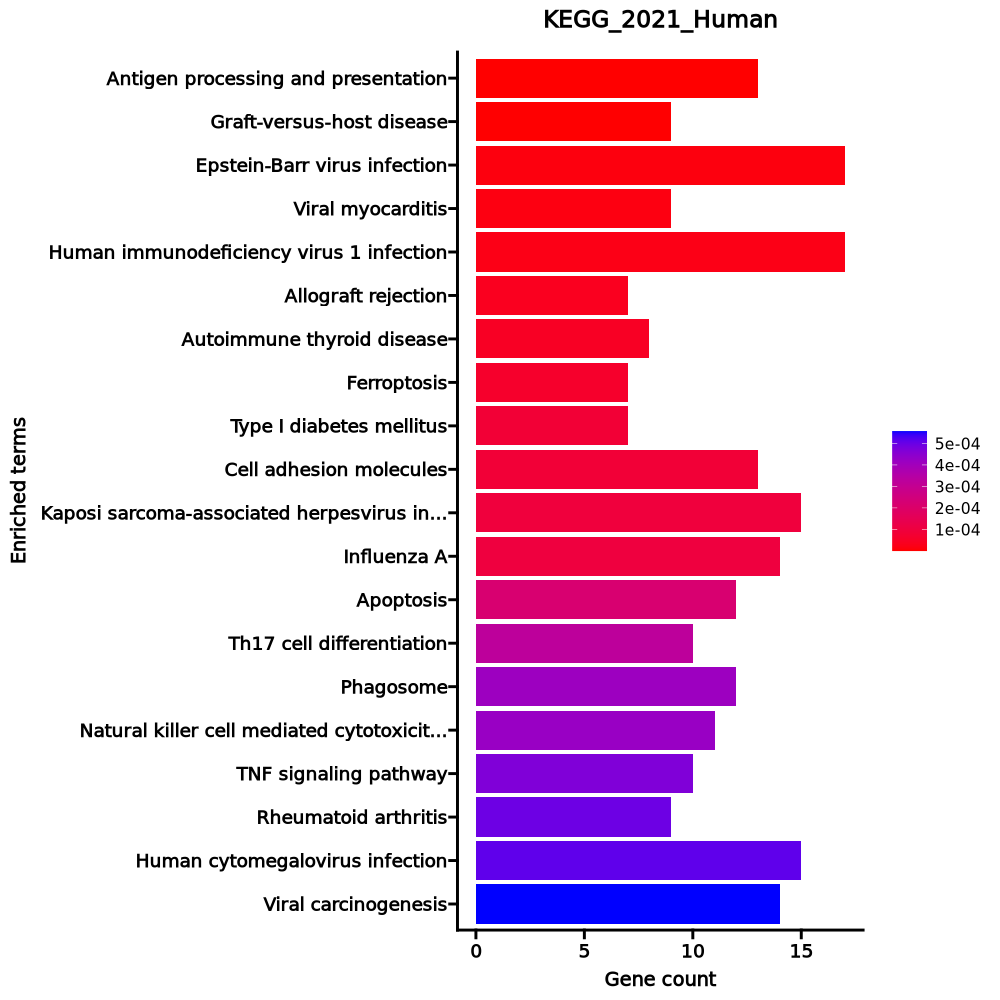 KEGG_2021_Human
Antigen processing and presentation
Graft-versus-host disease
Epstein-Barr virus infection
Viral myocarditis
Human immunodeficiency virus 1 infection
Allograft rejection
Autoimmune thyroid disease
Ferroptosis
Type I diabetes mellitus
Cell adhesion molecules
Kaposi sarcoma-associated herpesvirus in...
Influenza A
Apoptosis
Th17 cell differentiation
Phagosome
Natural killer cell mediated cytotoxicit...
TNF signaling pathway
Rheumatoid arthritis
Human cytomegalovirus infection
Viral carcinogenesis
Enriched terms
0 5 10 15
Gene count
5e-04
4e-04
3e-04
2e-04
1e-04